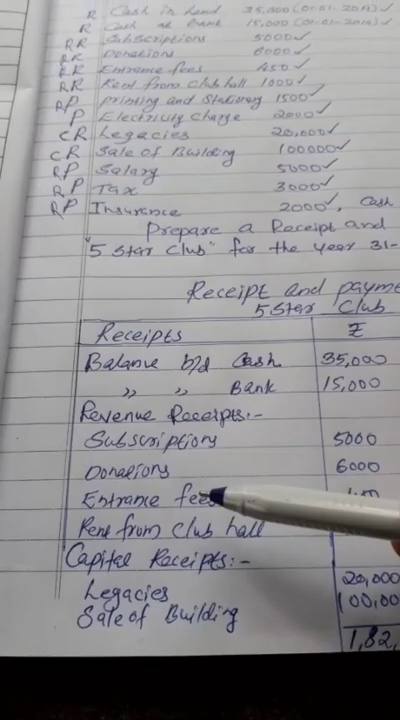 R Cash in hand 35,000 (01.01.2019) ✓
R Cash at Bank 15,000 (01.01.2019) ✓
RR Subscriptions 5000 ✓
RR Donations 6000 ✓
RR Entrance fees 450 ✓
RR Rent from Club hall 1000 ✓
RP Printing and Stationery 1500 ✓
P Electricity Charge 2000 ✓
CR Legacies 20,000 ✓
CR Sale of Building 100000 ✓
RP Salary 5000 ✓
RP Tax 3000 ✓
RP Insurance 2000 ✓, Cash
Prepare a Receipt and
"5 Star Club" for the year 31-
Receipt and payme
5 Star Club
Receipts ₹
Balance b/d Cash 35,000
,, ,, Bank 15,000
Revenue Receipts:-
Subscriptions 5000
Donations 6000
Entrance fees
Rent from Club hall
Capital Receipts:-
Legacies 20,000
Sale of Building 100,00
1,82,